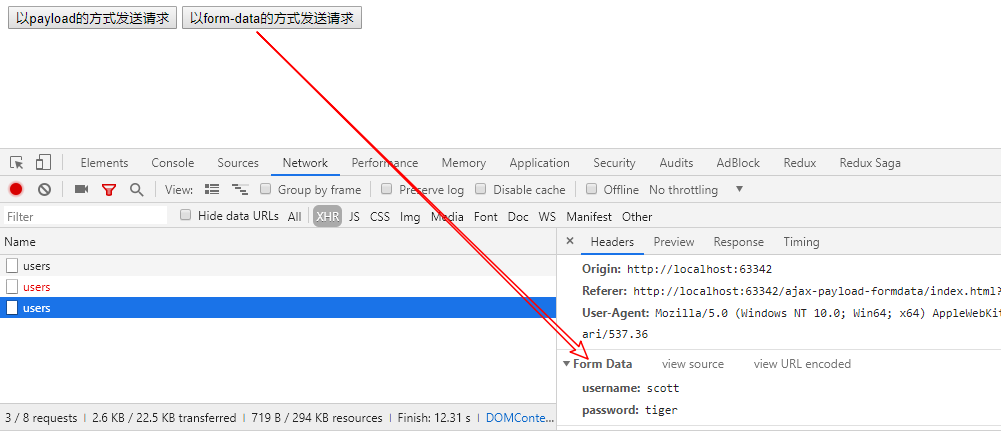 以payload的方式发送请求 以form-data的方式发送请求
Elements Console Sources Network Performance Memory Application Security Audits AdBlock Redux Redux Saga
View: Group by frame Preserve log Disable cache Offline No throttling
Filter Hide data URLs All XHR JS CSS Img Media Font Doc WS Manifest Other
Name
× Headers Preview Response Timing
users
users
users
Origin: http://localhost:63342
Referer: http://localhost:63342/ajax-payload-formdata/index.html?
User-Agent: Mozilla/5.0 (Windows NT 10.0; Win64; x64) AppleWebKit
ari/537.36
Form Data view source view URL encoded
username: scott
password: tiger
3 / 8 requests 2.6 KB / 22.5 KB transferred 719 B / 294 KB resources Finish: 12.31 s DOMConte...